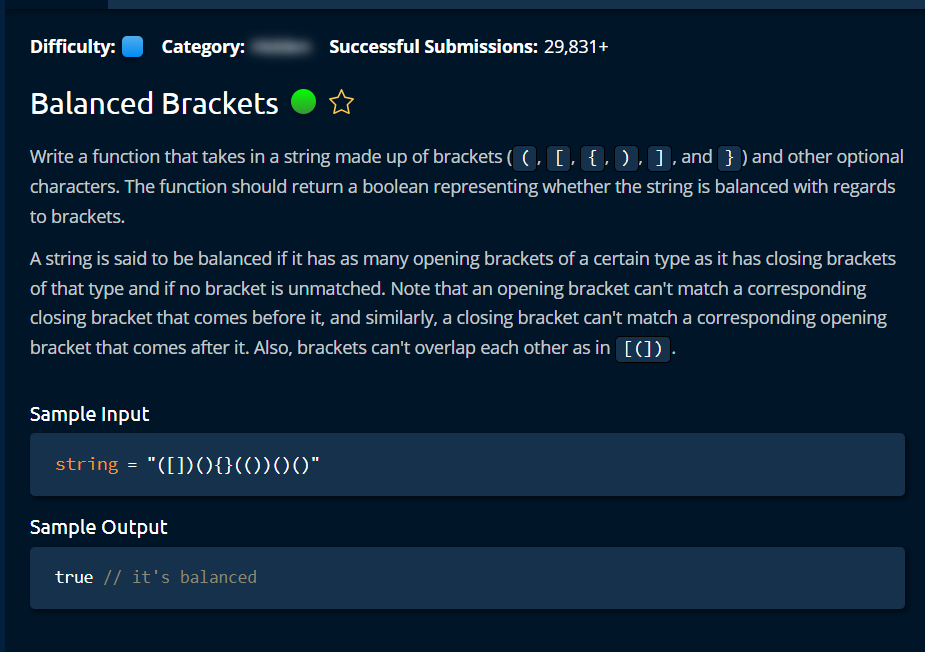 Difficulty: Category: Successful Submissions: 29,831+
Balanced Brackets
Write a function that takes in a string made up of brackets ( (, [, {, ), ], and } ) and other optional
characters. The function should return a boolean representing whether the string is balanced with regards
to brackets.
A string is said to be balanced if it has as many opening brackets of a certain type as it has closing brackets
of that type and if no bracket is unmatched. Note that an opening bracket can't match a corresponding
closing bracket that comes before it, and similarly, a closing bracket can't match a corresponding opening
bracket that comes after it. Also, brackets can't overlap each other as in [(]).
Sample Input
string = "([])(){}(())()()"
Sample Output
true // it's balanced